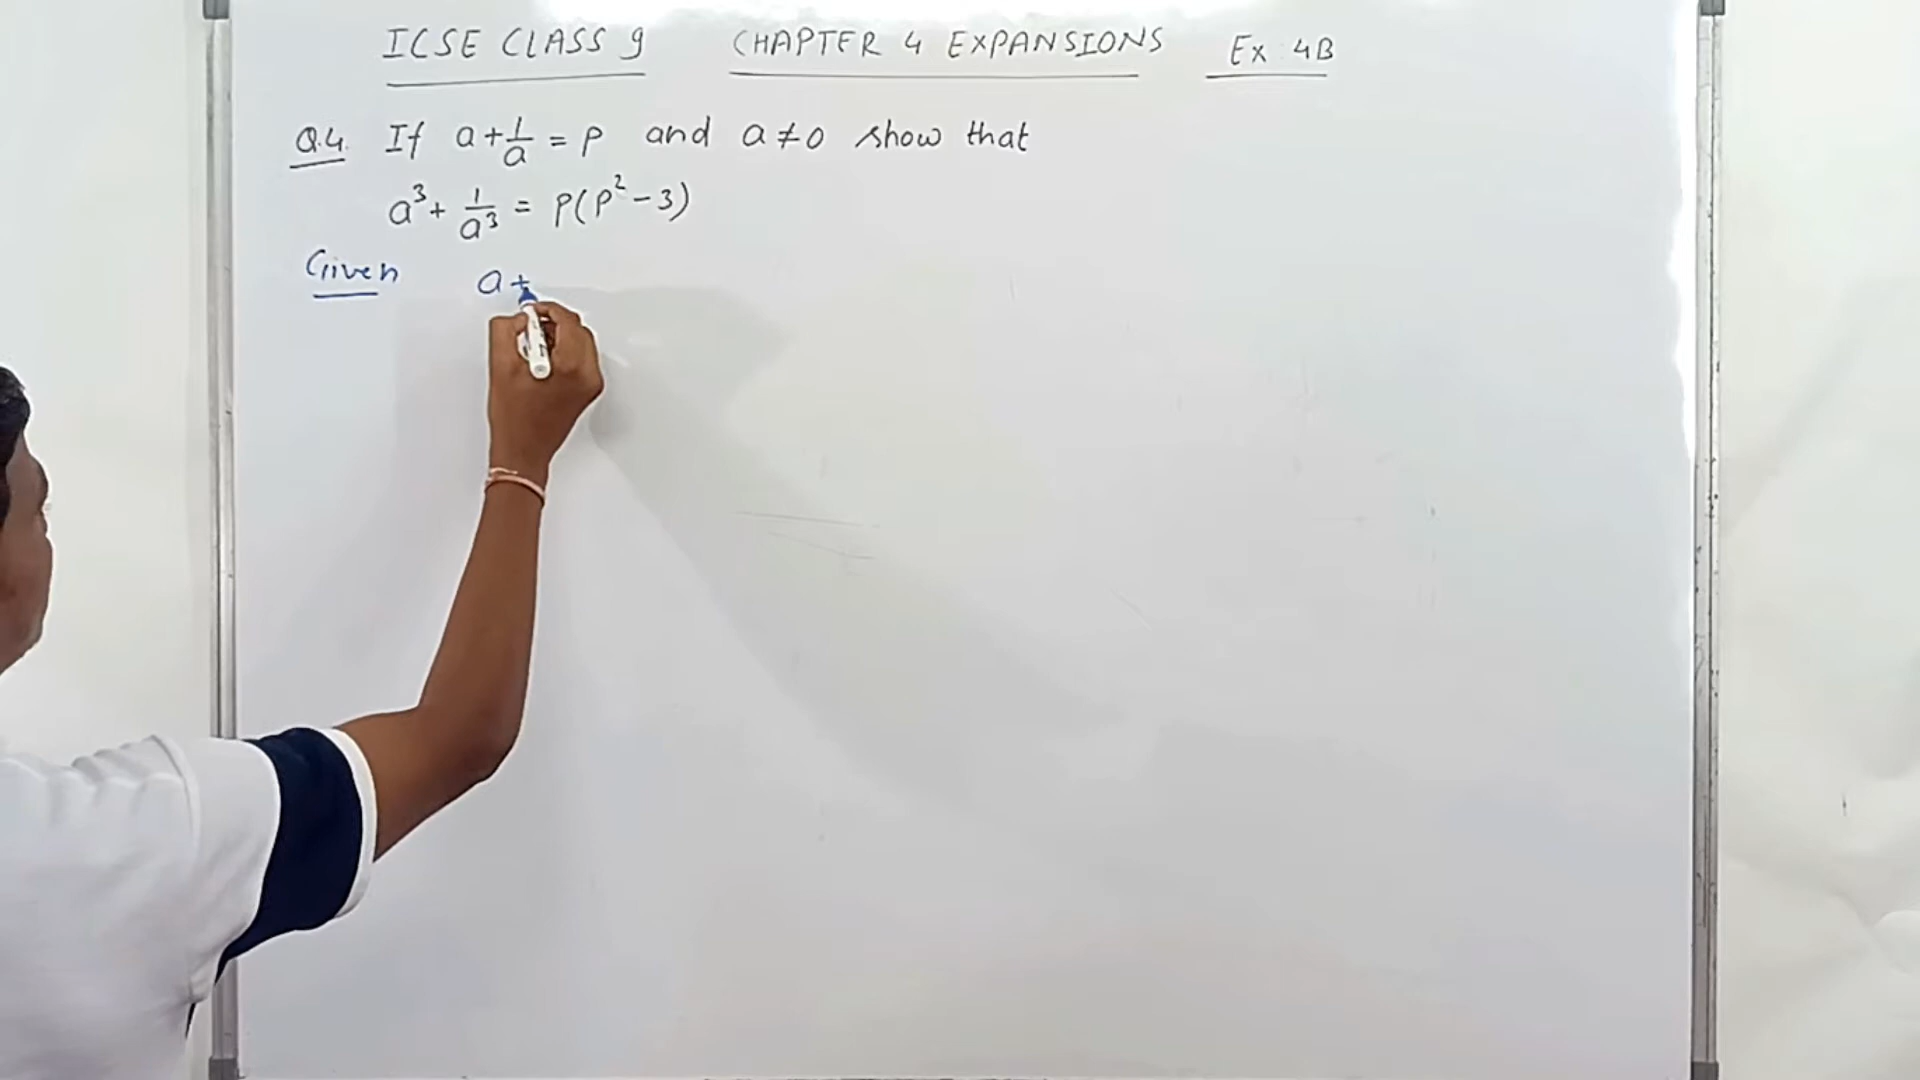 ICSE CLASS 9 CHAPTER 4 EXPANSIONS Ex 4B
Q.4. If a + 1/a = p and a ≠ 0 show that
a³ + 1/a³ = p(p² - 3)
Given a +